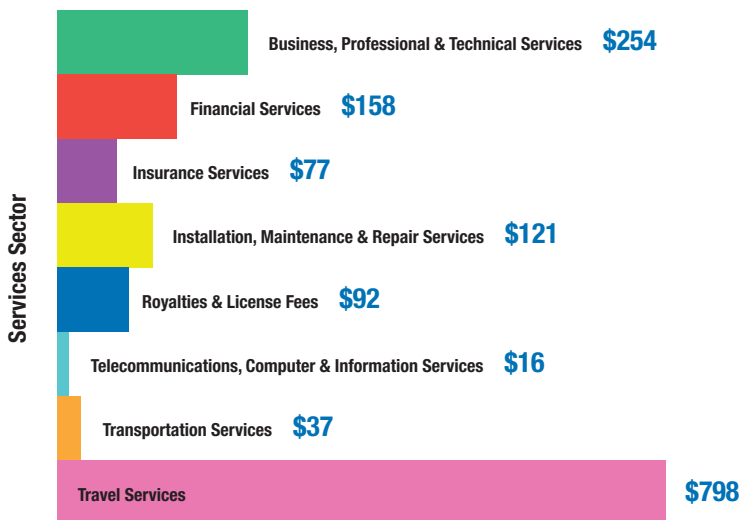 Services Sector
Business, Professional & Technical Services $254
Financial Services $158
Insurance Services $77
Installation, Maintenance & Repair Services $121
Royalties & License Fees $92
Telecommunications, Computer & Information Services $16
Transportation Services $37
Travel Services $798